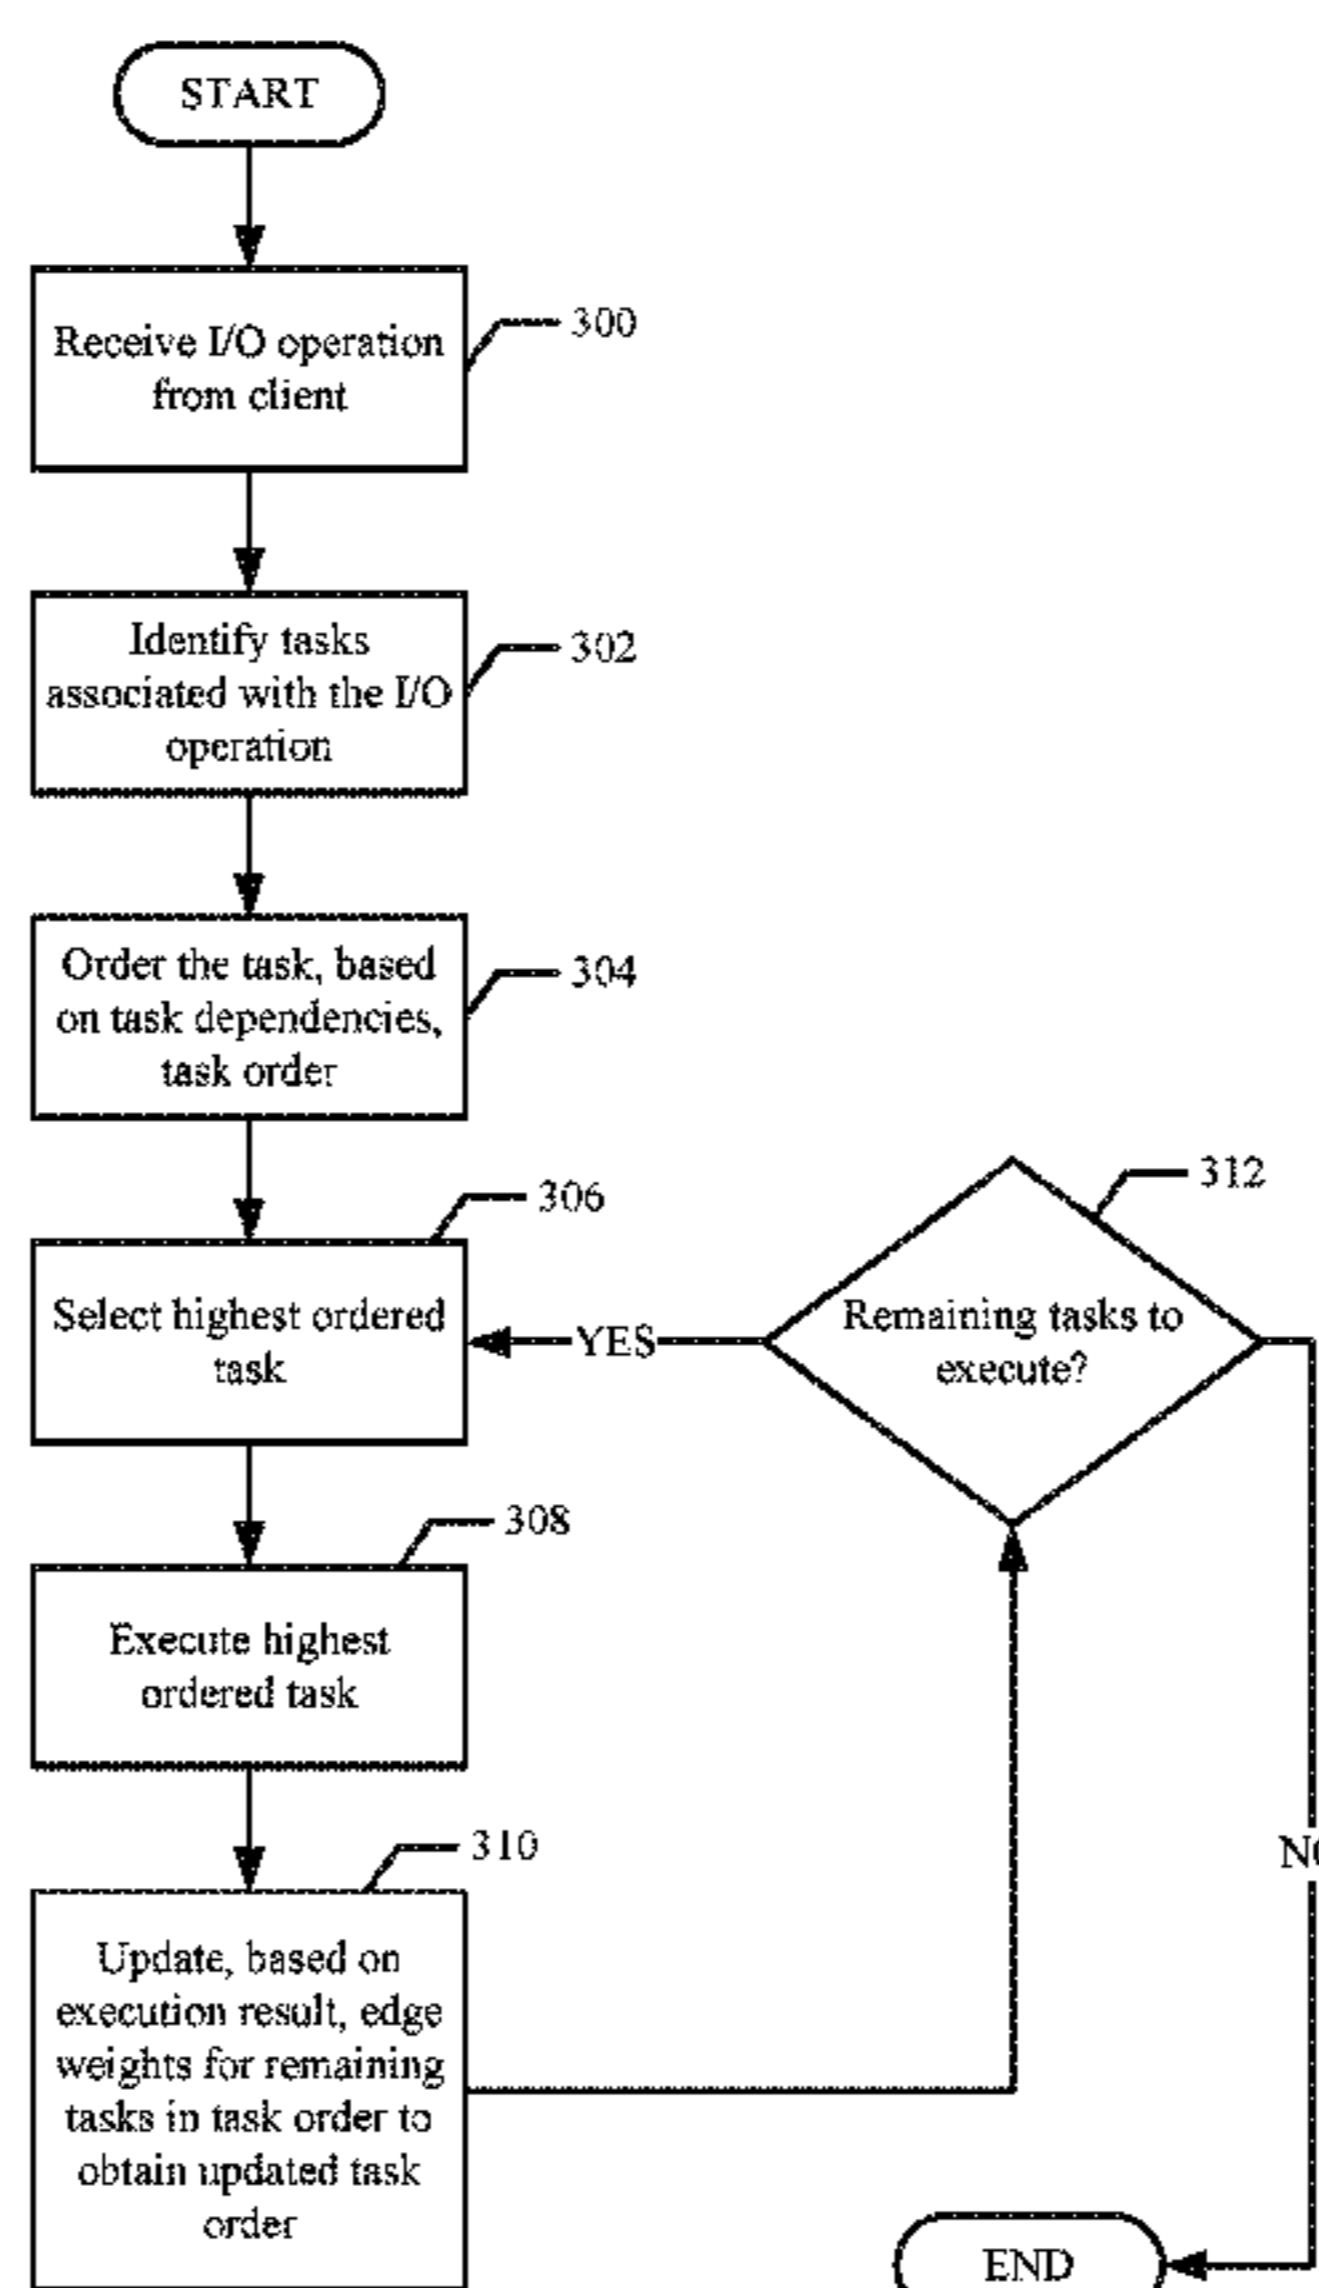 START
Receive I/O operation
from client
300
Identify tasks
associated with the I/O
operation
302
Order the task, based
on task dependencies,
task order
304
306
Select highest ordered
task
YES
312
Remaining tasks to
execute?
308
Execute highest
ordered task
310
Update, based on
execution result, edge
weights for remaining
tasks in task order to
obtain updated task
order
END